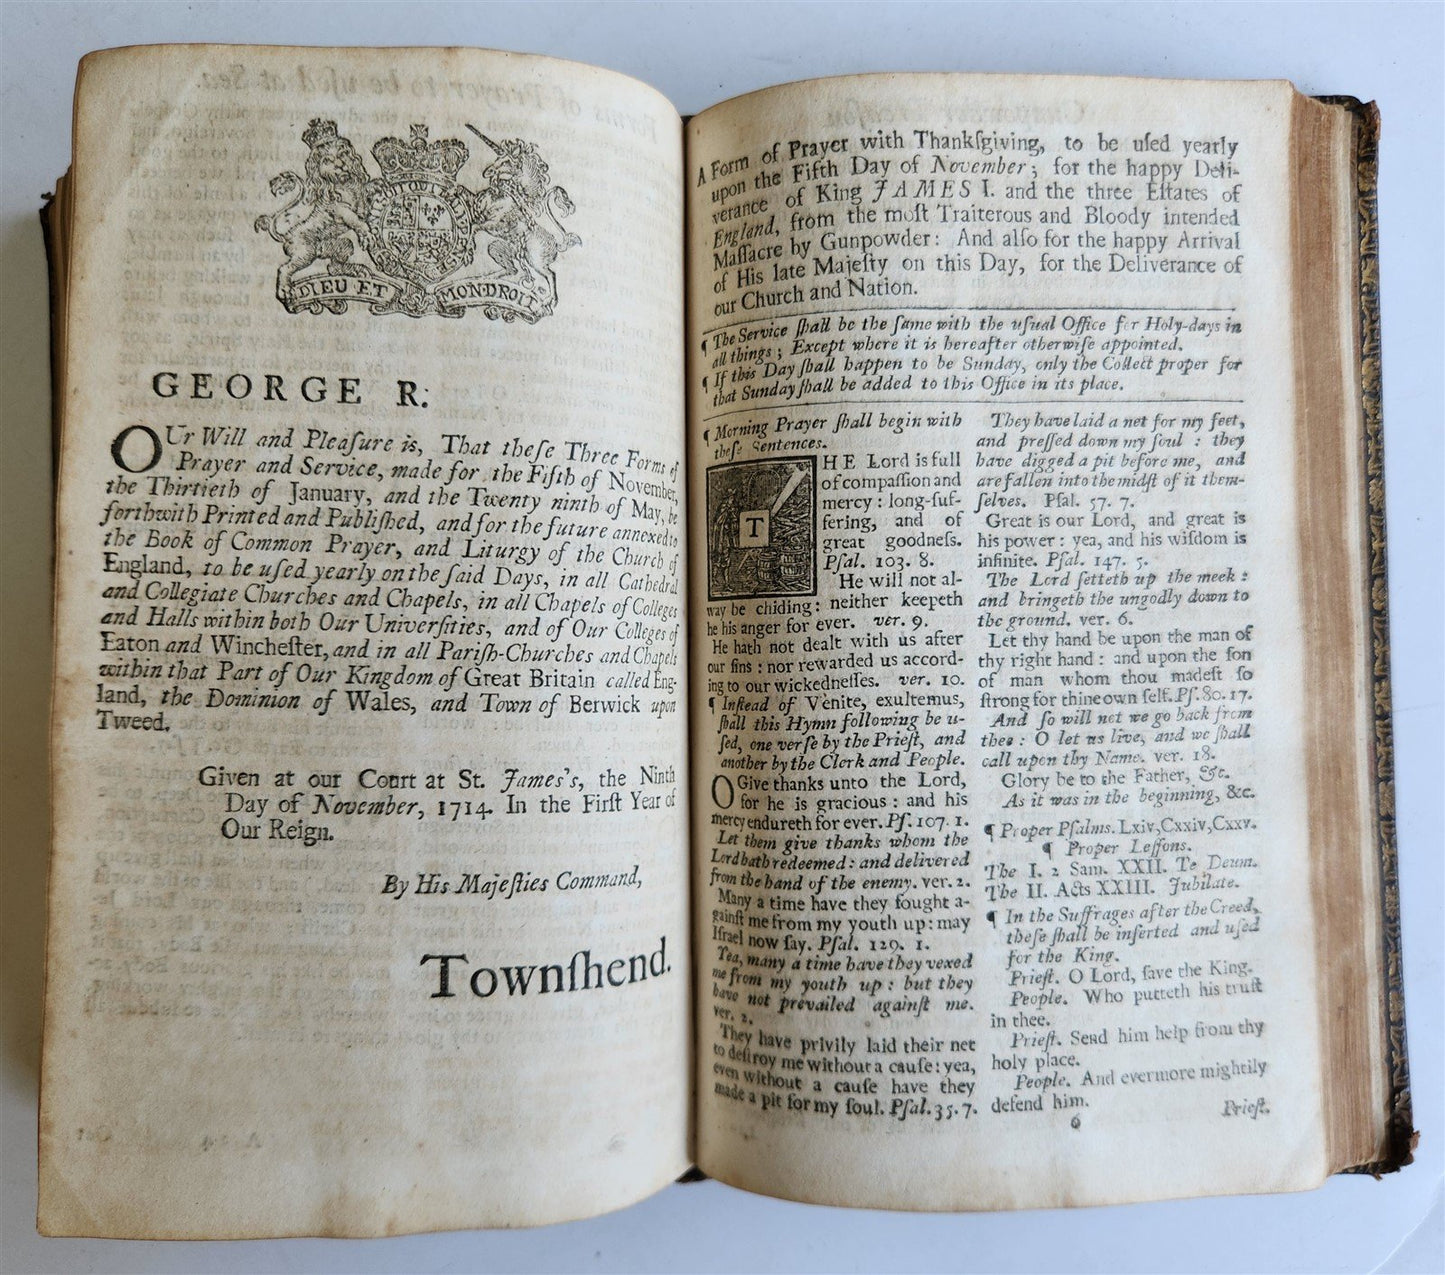 HONI SOIT QUI MAL Y PENSE
DIEU ET MON DROIT
GEORGE R.
OUr Will and Pleaſure is, That theſe Three Forms of
Prayer and Service, made for the Fifth of November,
the Thirtieth of January, and the Twenty ninth of May, be
forthwith Printed and Publiſhed, and for the future annexed to
the Book of Common Prayer, and Liturgy of the Church of
England, to be uſed yearly on the ſaid Days, in all Cathedral
and Collegiate Churches and Chapels, in all Chapels of Colleges
and Halls within both Our Univerſities, and of Our Colleges of
Eaton and Wincheſter, and in all Pariſh-Churches and Chapels
within that Part of Our Kingdom of Great Britain called Eng-
land, the Dominion of Wales, and Town of Berwick upon
Tweed.
Given at our Court at St. James's, the Ninth
Day of November, 1714. In the Firſt Year of
Our Reign.
By His Majeſties Command,
Townſhend.
A Form of Prayer with Thankſgiving, to be uſed yearly
upon the Fifth Day of November; for the happy Deli-
verance of King JAMES I. and the three Eſtates of
England, from the moſt Traiterous and Bloody intended
Maſſacre by Gunpowder: And alſo for the happy Arrival
of His late Majeſty on this Day, for the Deliverance of
our Church and Nation.
¶ The Service ſhall be the ſame with the uſual Office for Holy-days in
all things; Except where it is hereafter otherwiſe appointed.
¶ If this Day ſhall happen to be Sunday, only the Collect proper for
that Sunday ſhall be added to this Office in its place.
¶ Morning Prayer ſhall begin with
theſe Sentences.
THE Lord is full
of compaſſion and
mercy: long-ſuf-
fering, and of
great goodneſs.
Pſal. 103. 8.
He will not al-
way be chiding: neither keepeth
he his anger for ever. ver. 9.
He hath not dealt with us after
our ſins: nor rewarded us accord-
ing to our wickedneſſes. ver. 10.
¶ Inſtead of Venite, exultemus,
ſhall this Hymn following be u-
ſed, one verſe by the Prieſt, and
another by the Clerk and People.
O Give thanks unto the Lord,
for he is gracious: and his
mercy endureth for ever. Pſ. 107. 1.
Let them give thanks whom the
Lord hath redeemed: and delivered
from the hand of the enemy. ver. 2.
Many a time have they fought a-
gainſt me from my youth up: may
Iſrael now ſay. Pſal. 129. 1.
Yea, many a time have they vexed
me from my youth up: but they
have not prevailed againſt me.
ver. 2.
They have privily laid their net
to deſtroy me without a cauſe: yea,
even without a cauſe have they
made a pit for my ſoul. Pſal. 35. 7.
They have laid a net for my feet,
and preſſed down my ſoul: they
have digged a pit before me, and
are fallen into the midſt of it them-
ſelves. Pſal. 57. 7.
Great is our Lord, and great is
his power: yea, and his wiſdom is
infinite. Pſal. 147. 5.
The Lord ſetteth up the meek:
and bringeth the ungodly down to
the ground. ver. 6.
Let thy hand be upon the man of
thy right hand: and upon the ſon
of man whom thou madeſt ſo
ſtrong for thine own ſelf. Pſ. 80. 17.
And ſo will not we go back from
thee: O let us live, and we ſhall
call upon thy Name. ver. 18.
Glory be to the Father, &c.
As it was in the beginning, &c.
¶ Proper Pſalms. Lxiv, Cxxiv, Cxxv.
¶ Proper Leſſons.
The I. 2 Sam. XXII. Te Deum.
The II. Acts XXIII. Jubilate.
¶ In the Suffrages after the Creed,
theſe ſhall be inſerted and uſed
for the King.
Prieſt. O Lord, ſave the King.
People. Who putteth his truſt
in thee.
Prieſt. Send him help from thy
holy place.
People. And evermore mightily
defend him.
6
Prieſt.